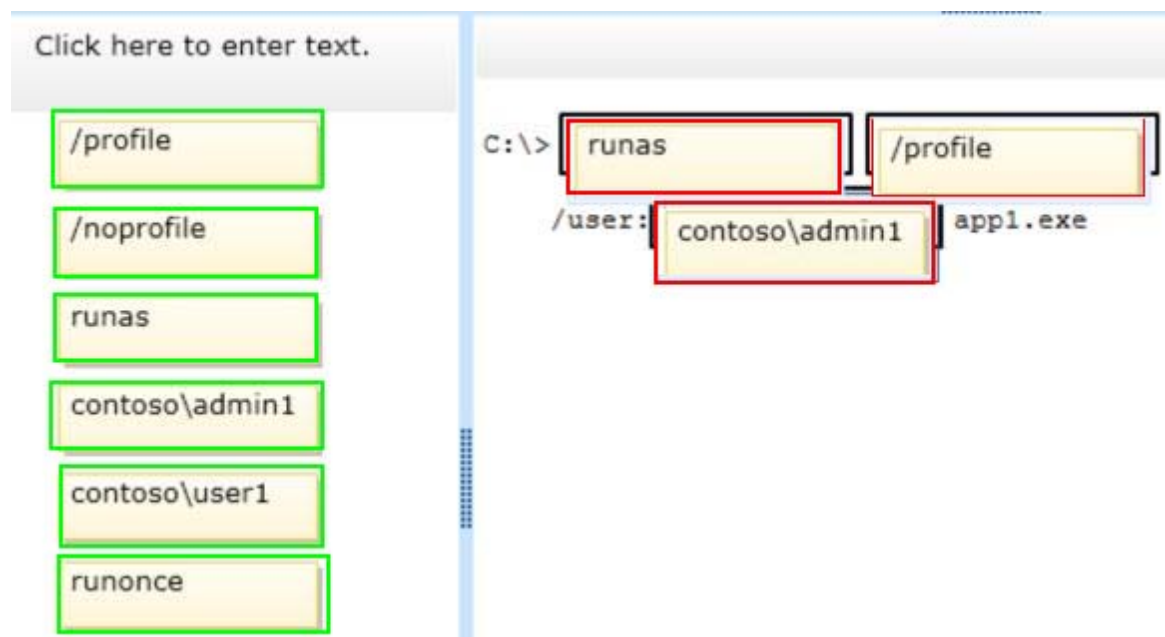 Click here to enter text.
/profile
/noprofile
runas
contoso\admin1
contoso\user1
runonce
C:\> runas /profile
/user: contoso\admin1 app1.exe